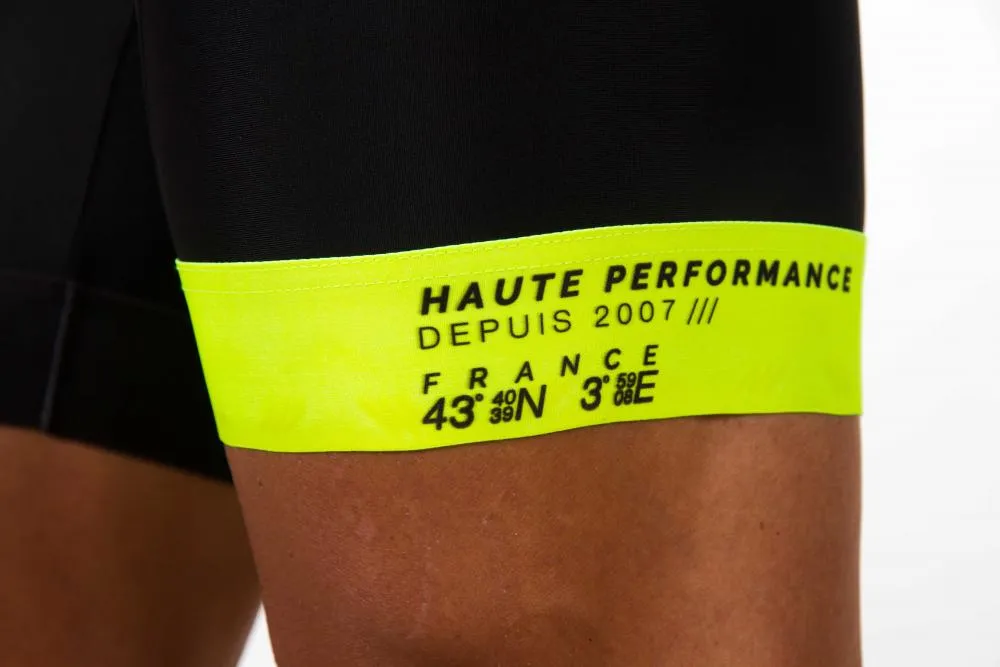 HAUTE PERFORMANCE
DEPUIS 2007 ///
FRANCE
43° 40 39 N 3° 59 08 E